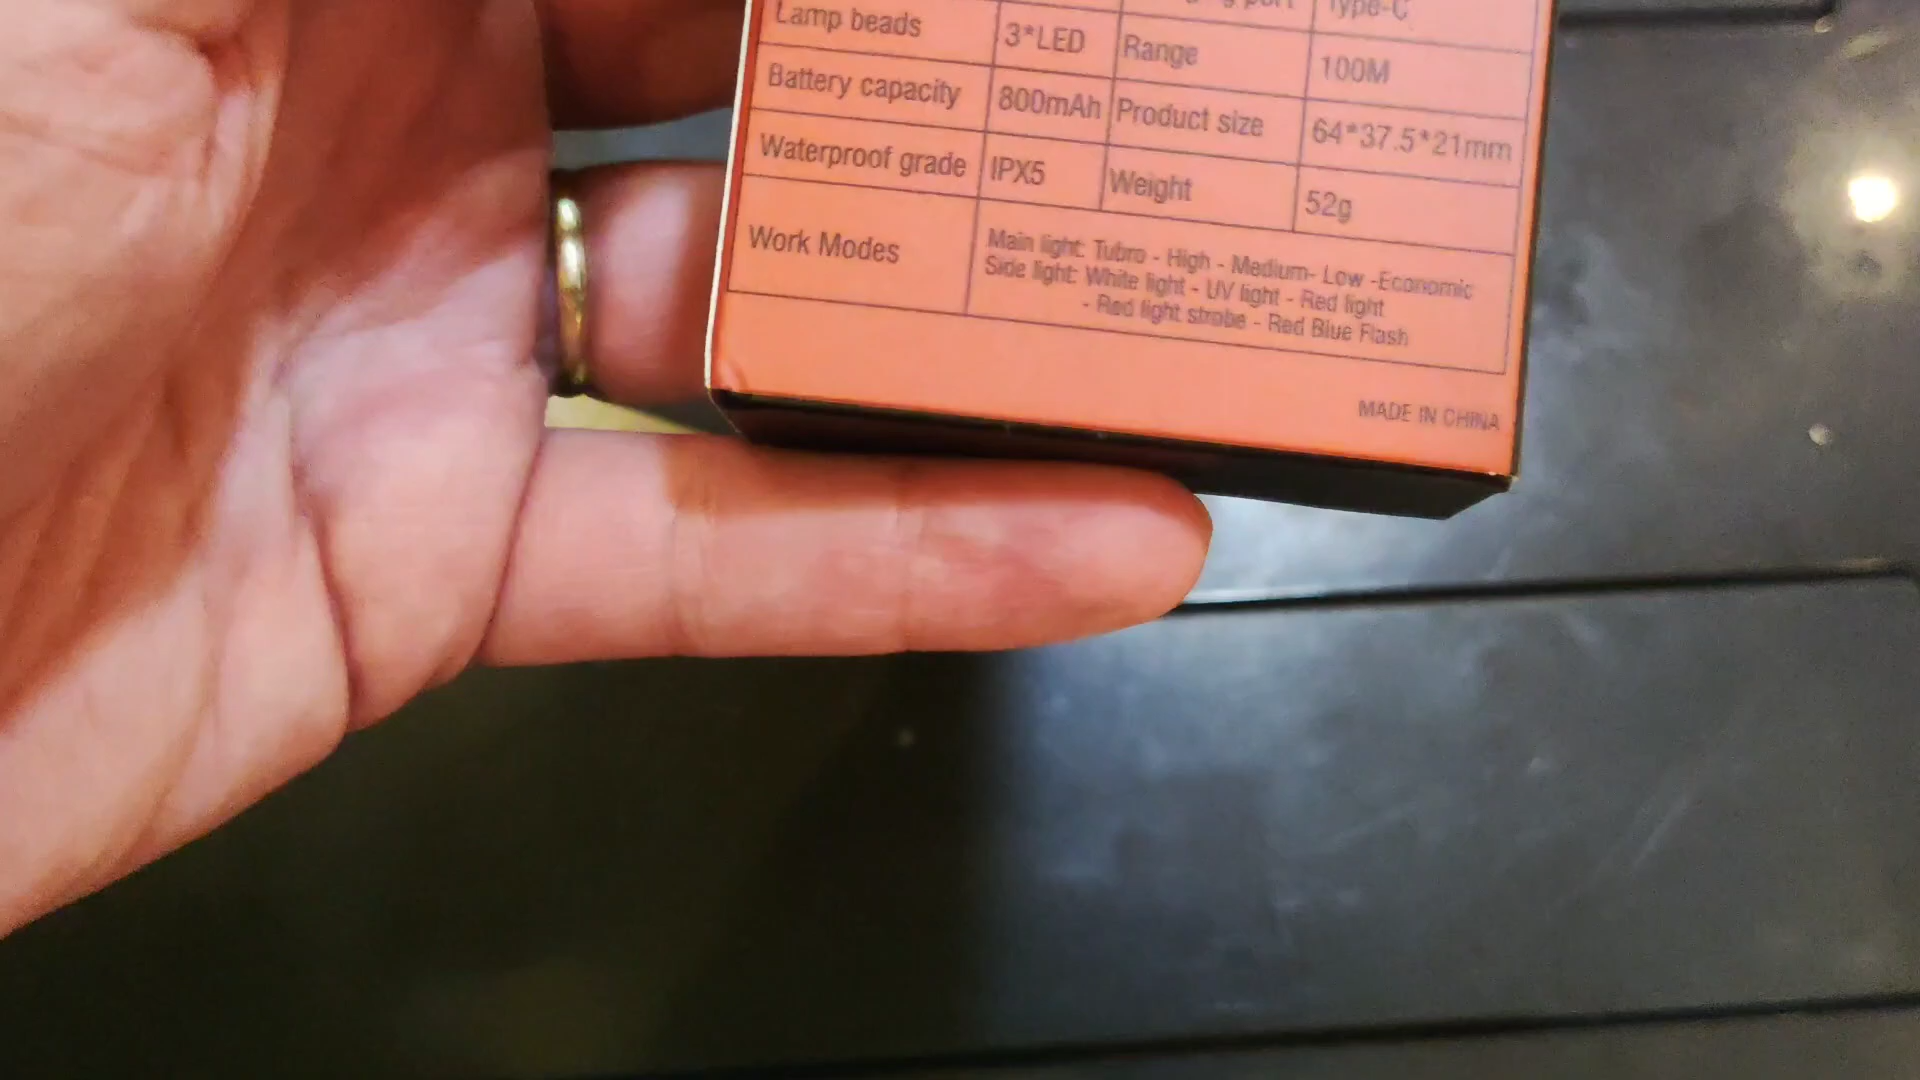 port Type-C
Lamp beads 3*LED Range 100M
Battery capacity 800mAh Product size 64*37.5*21mm
Waterproof grade IPX5 Weight 52g
Work Modes
Main light: Tubro - High - Medium- Low -Economic
Side light: White light - UV light - Red light
- Red light strobe - Red Blue Flash
MADE IN CHINA